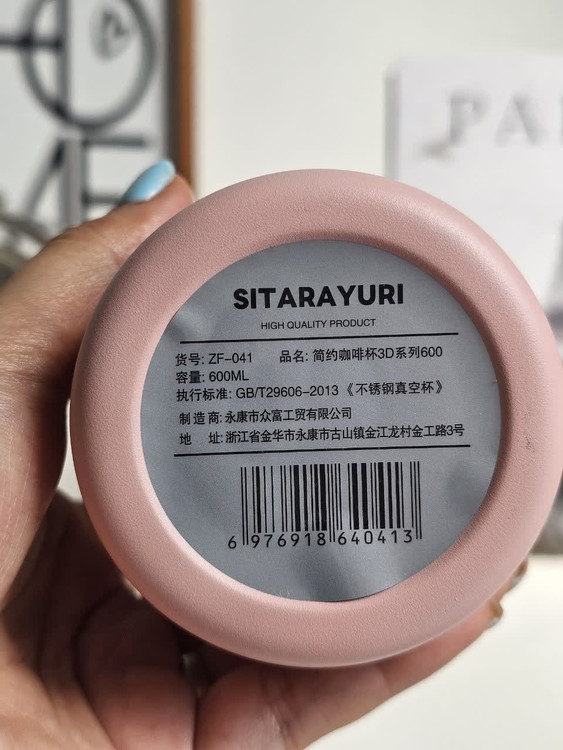 SITARAYURI
HIGH QUALITY PRODUCT
货号: ZF-041 品名: 简约咖啡杯3D系列600
容量: 600ML
执行标准: GB/T29606-2013《不锈钢真空杯》
制造商: 永康市众富工贸有限公司
地 址: 浙江省金华市永康市古山镇金江龙村金工路3号
6 976918 640413
PA